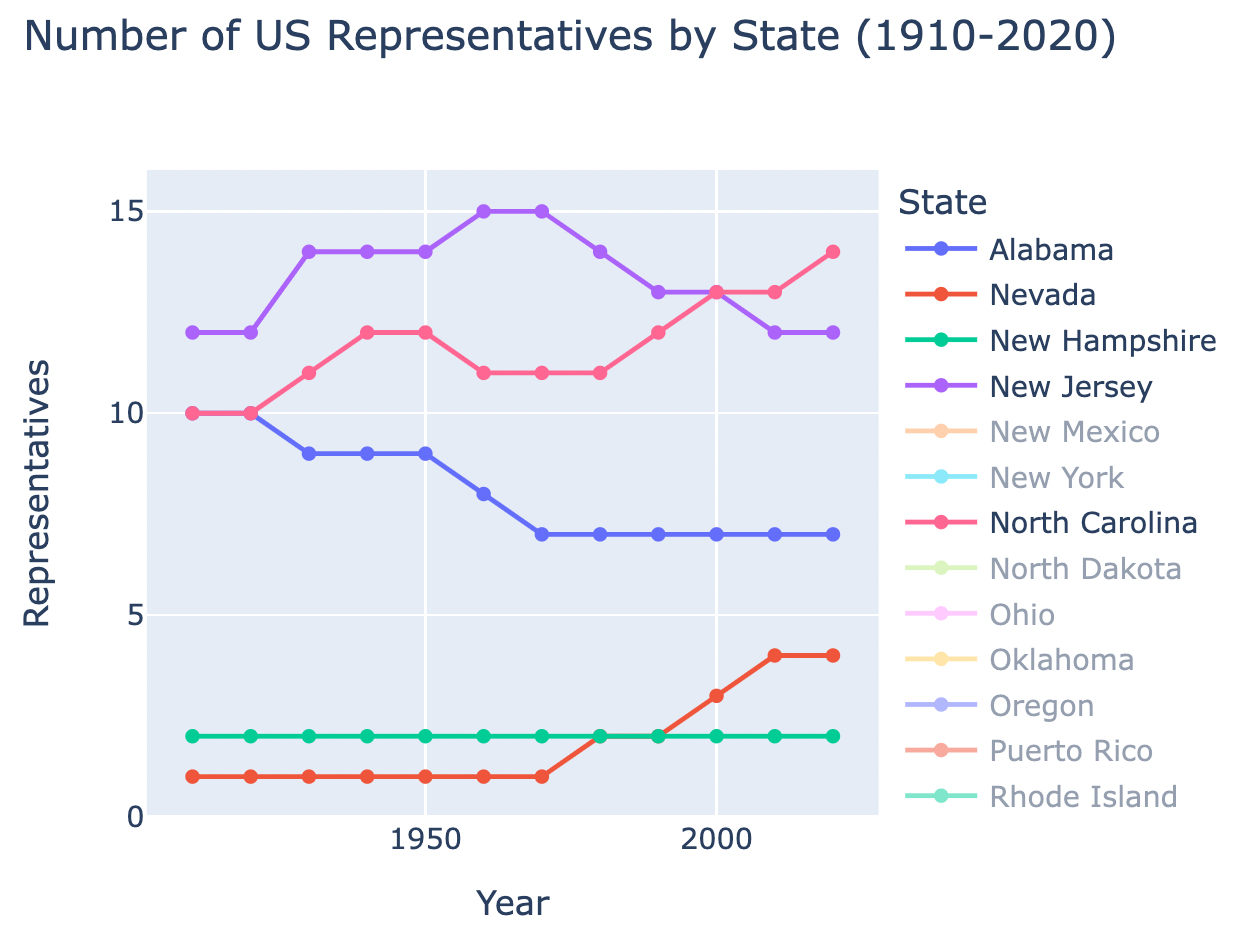 Number of US Representatives by State (1910-2020)
15
10
5
0
Representatives
1950
2000
Year
State
Alabama
Nevada
New Hampshire
New Jersey
New Mexico
New York
North Carolina
North Dakota
Ohio
Oklahoma
Oregon
Puerto Rico
Rhode Island